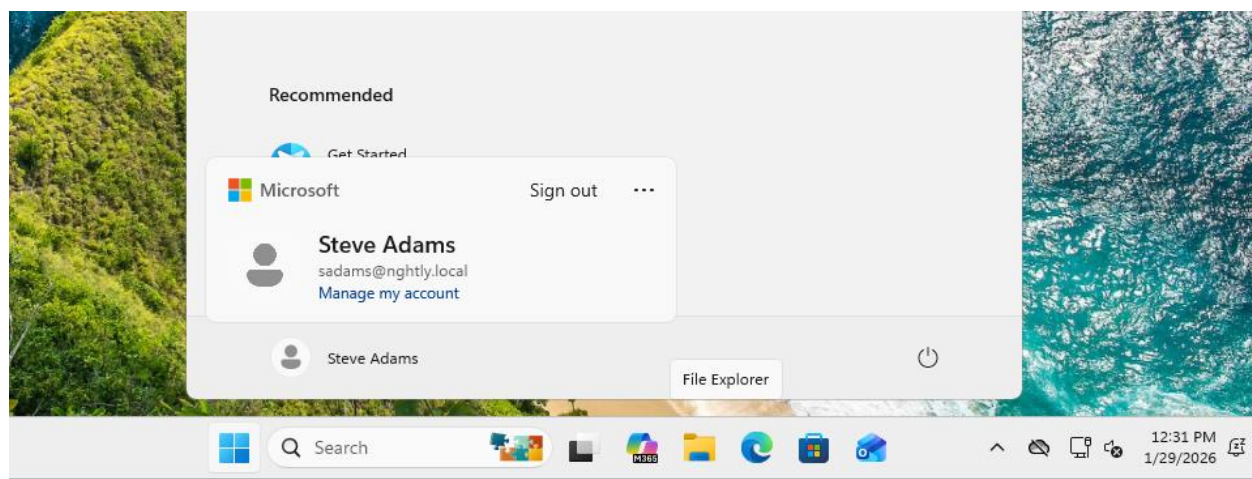 Recommended
Get Started
Microsoft
Sign out
Steve Adams
sadams@nghtly.local
Manage my account
Steve Adams
File Explorer
Search
M365
12:31 PM
1/29/2026